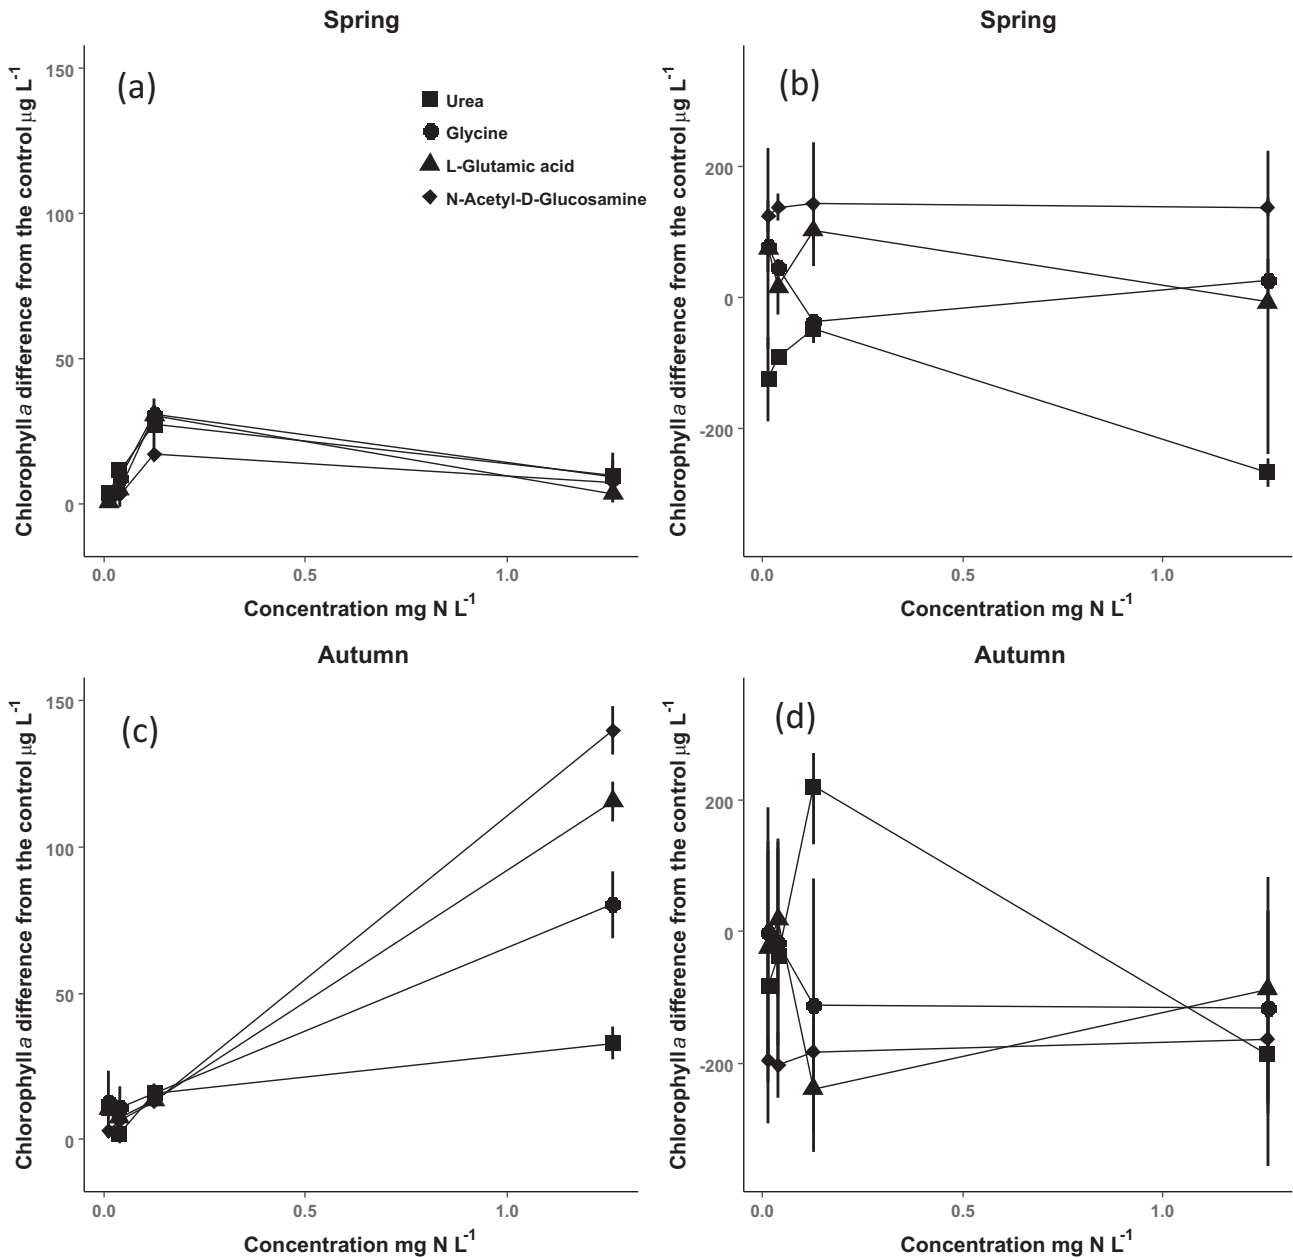 Spring
(a)
Urea
Glycine
L-Glutamic acid
N-Acetyl-D-Glucosamine
Chlorophyll a difference from the control µg L-1
150
100
50
0
0.0 0.5 1.0
Concentration mg N L-1
Spring
(b)
Chlorophyll a difference from the control µg L-1
200
0
-200
0.0 0.5 1.0
Concentration mg N L-1
Autumn
(c)
Chlorophyll a difference from the control µg L-1
150
100
50
0
0.0 0.5 1.0
Concentration mg N L-1
Autumn
(d)
Chlorophyll a difference from the control µg L-1
200
0
-200
0.0 0.5 1.0
Concentration mg N L-1